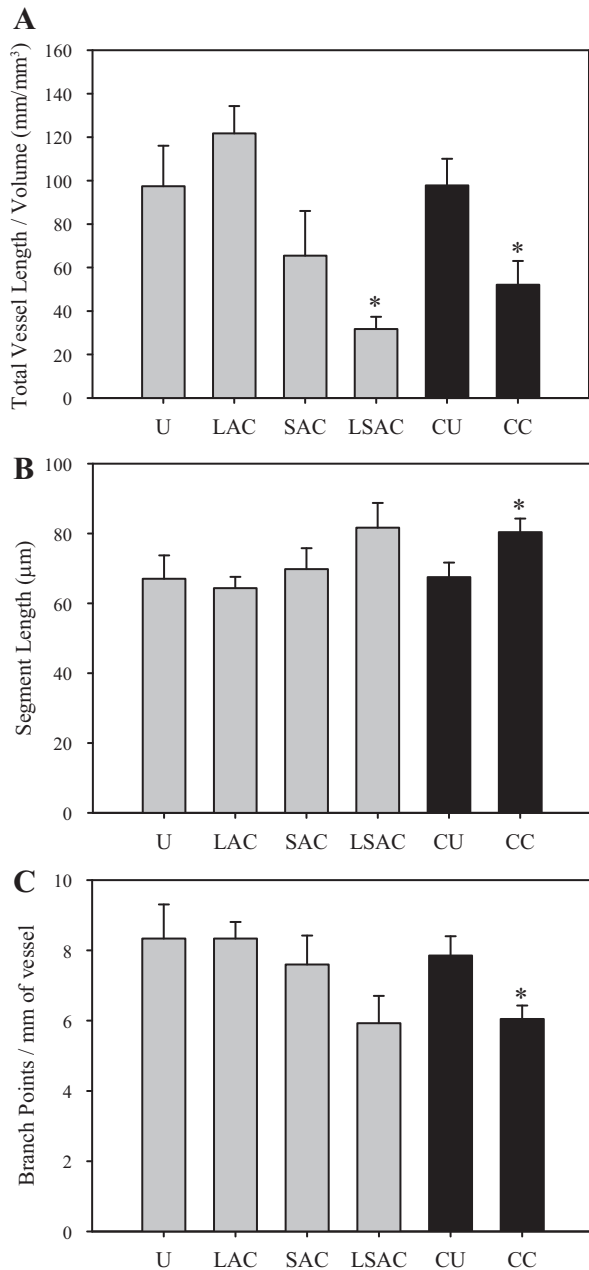 A
Total Vessel Length / Volume (mm/mm³)
160
140
120
100
80
60
40
20
0
*
*
U LAC SAC LSAC CU CC
B
Segment Length (μm)
100
80
60
40
20
0
*
U LAC SAC LSAC CU CC
C
Branch Points / mm of vessel
10
8
6
4
2
0
*
U LAC SAC LSAC CU CC